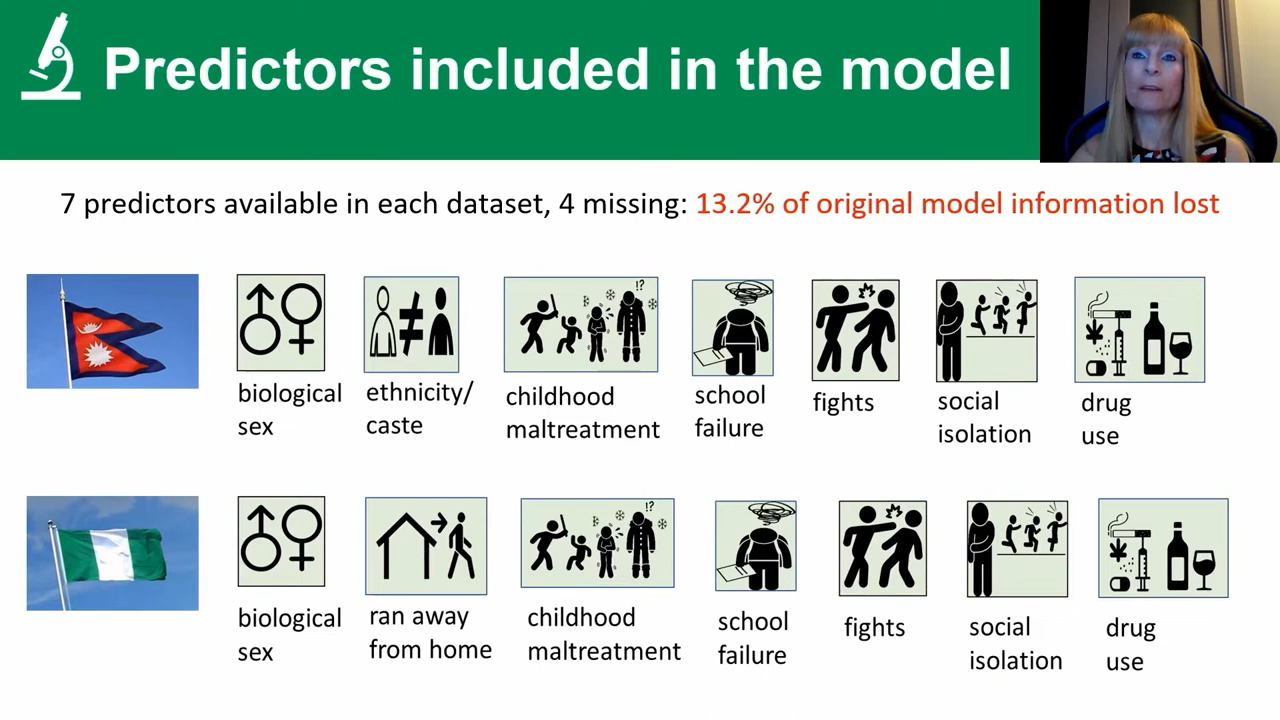 Predictors included in the model
7 predictors available in each dataset, 4 missing: 13.2% of original model information lost
!?
biological
sex
ethnicity/
caste
childhood
maltreatment
school
failure
fights
social
isolation
drug
use
!?
biological
sex
ran away
from home
childhood
maltreatment
school
failure
fights
social
isolation
drug
use